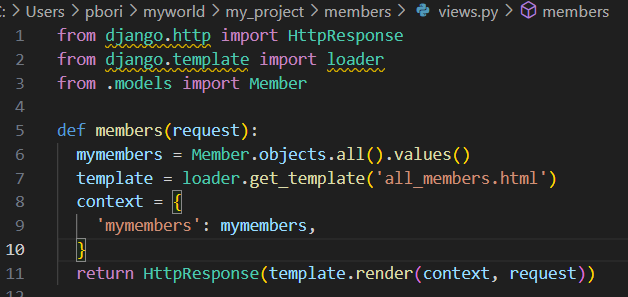 : > Users > pbori > myworld > my_project > members > views.py > members
1 from django.http import HttpResponse
2 from django.template import loader
3 from .models import Member
4
5 def members(request):
6   mymembers = Member.objects.all().values()
7   template = loader.get_template('all_members.html')
8   context = {
9     'mymembers': mymembers,
10   }
11   return HttpResponse(template.render(context, request))
12